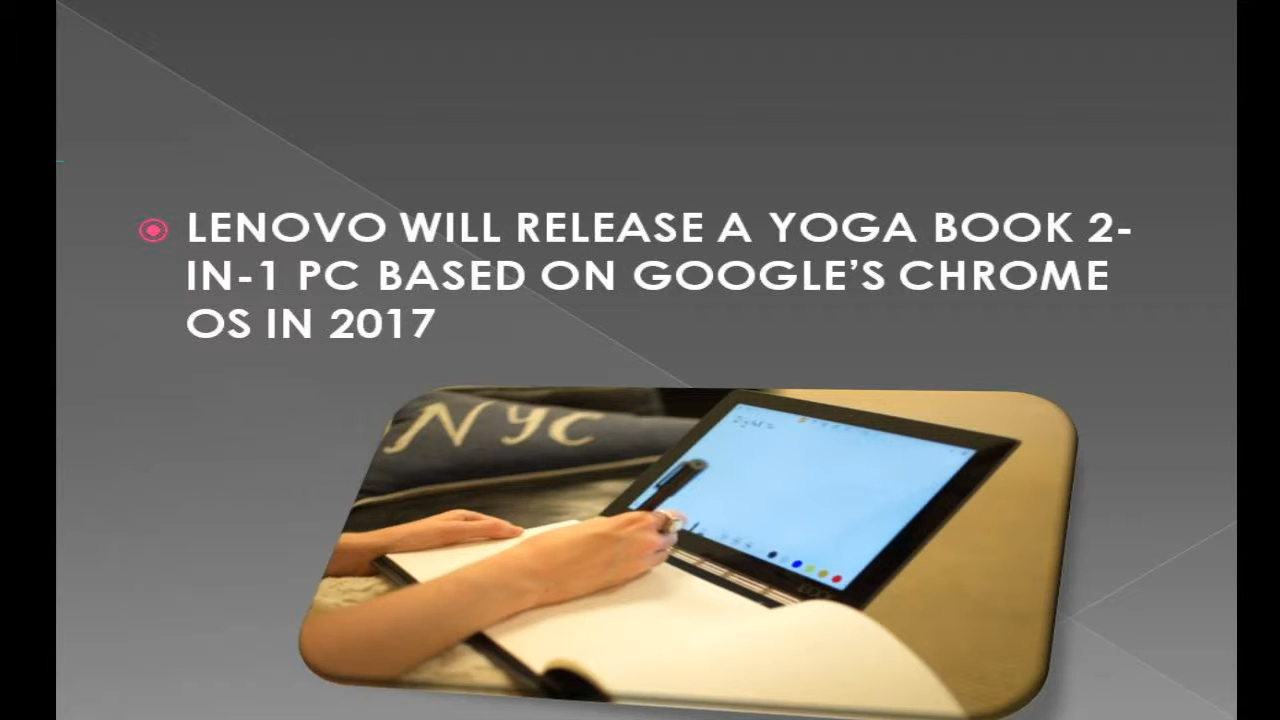 LENOVO WILL RELEASE A YOGA BOOK 2-
IN-1 PC BASED ON GOOGLE'S CHROME
OS IN 2017
NYC